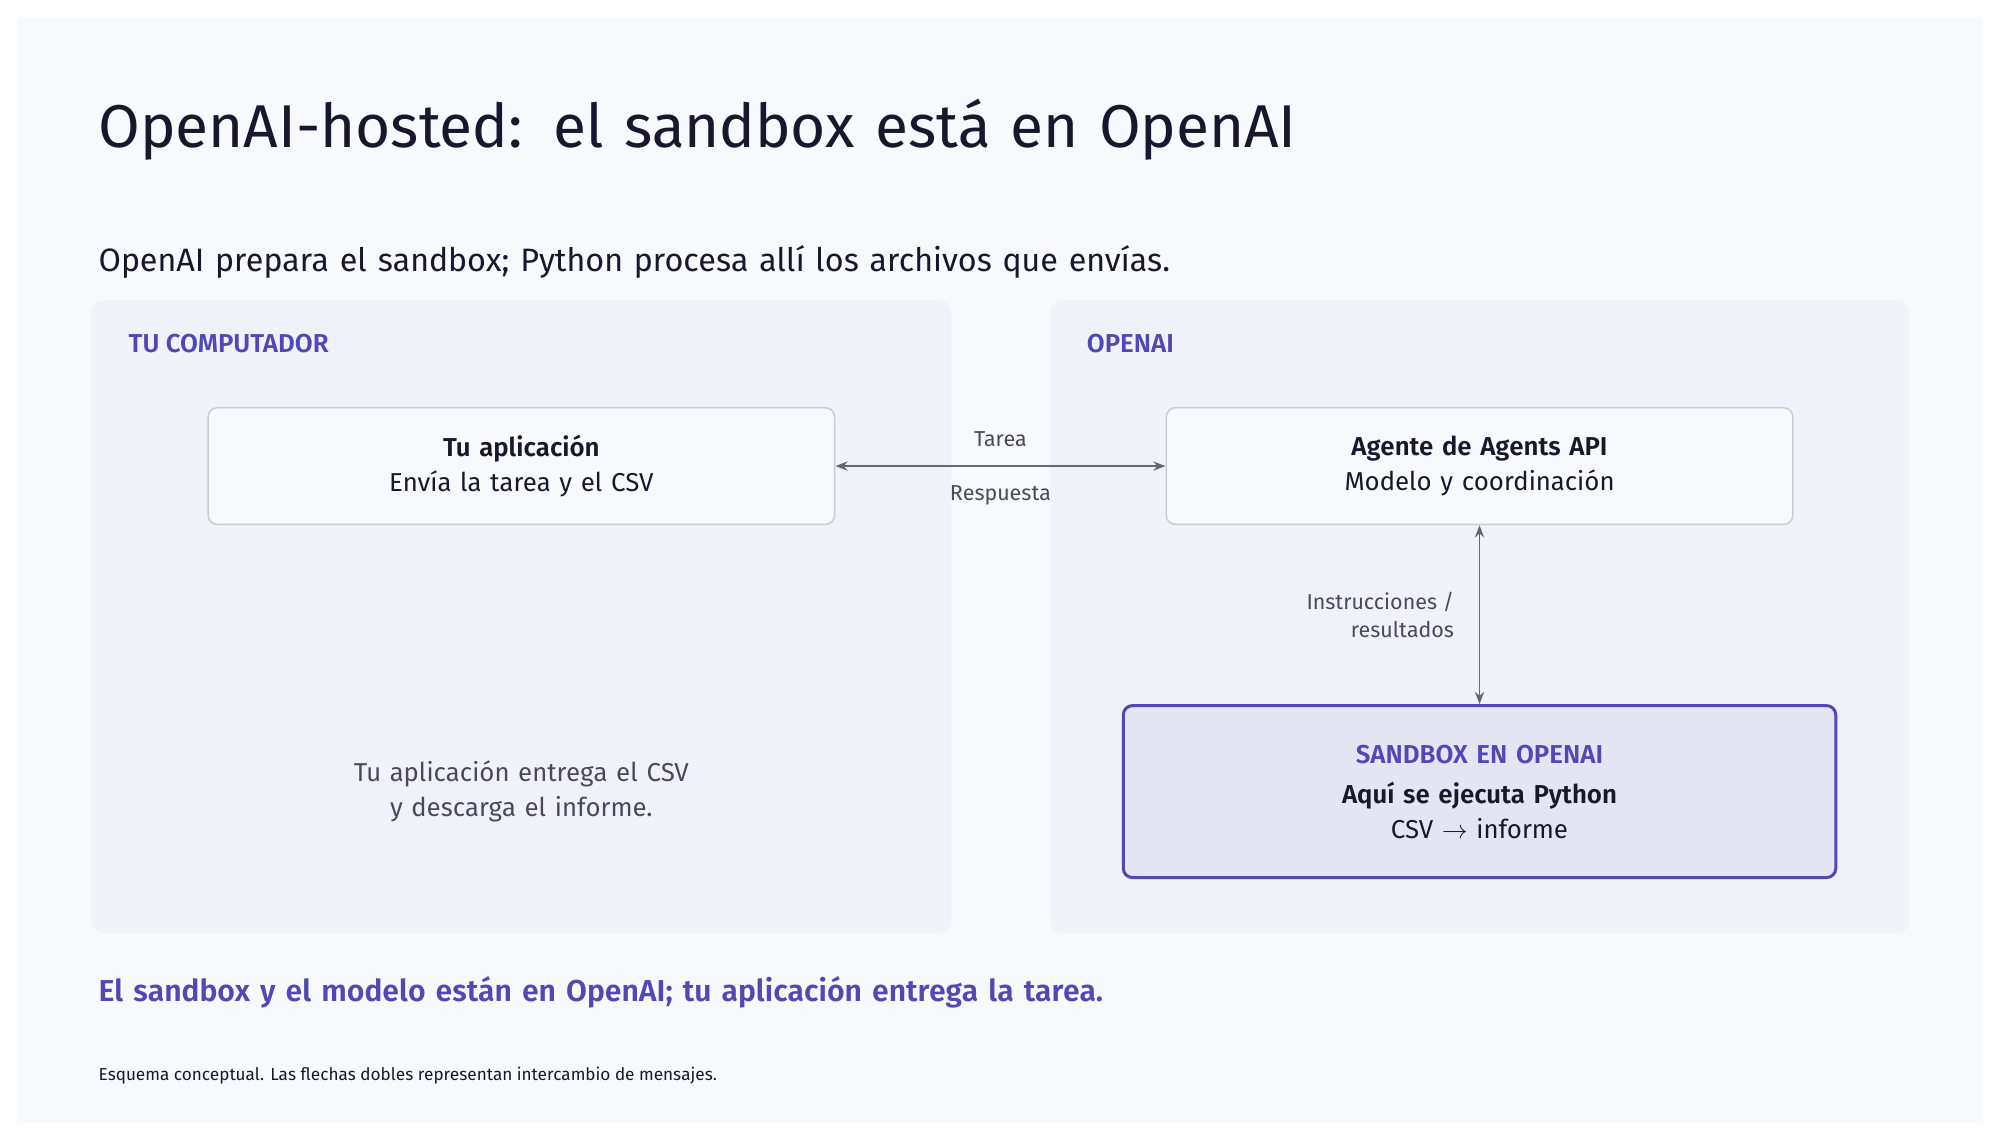 OpenAI-hosted: el sandbox está en OpenAI
OpenAI prepara el sandbox; Python procesa allí los archivos que envías.
TU COMPUTADOR
Tu aplicación
Envía la tarea y el CSV
Tu aplicación entrega el CSV
y descarga el informe.
Tarea
Respuesta
OPENAI
Agente de Agents API
Modelo y coordinación
Instrucciones /
resultados
SANDBOX EN OPENAI
Aquí se ejecuta Python
CSV → informe
El sandbox y el modelo están en OpenAI; tu aplicación entrega la tarea.
Esquema conceptual. Las flechas dobles representan intercambio de mensajes.